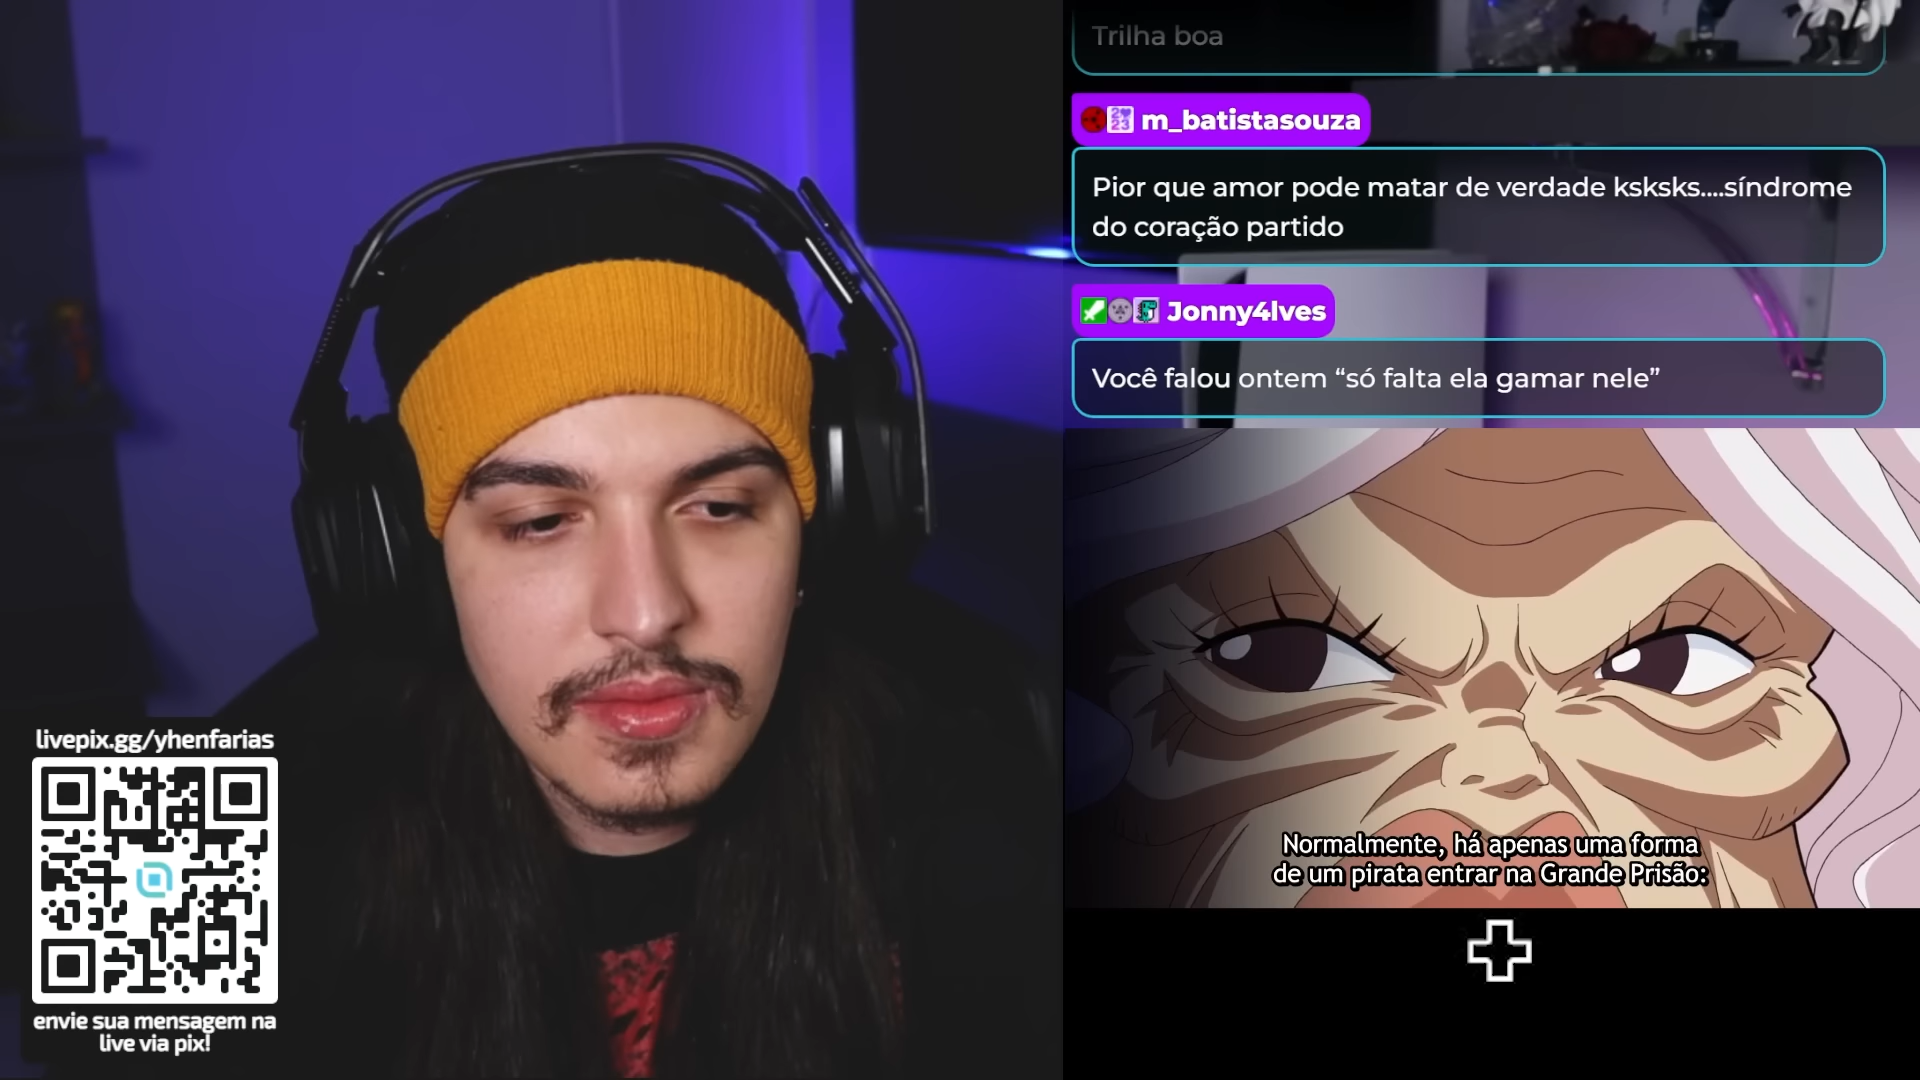 Trilha boa
m_batistasouza
Pior que amor pode matar de verdade ksksks....síndrome
do coração partido
Jonny4lves
Você falou ontem “só falta ela gamar nele”
Normalmente, há apenas uma forma
de um pirata entrar na Grande Prisão:
livepix.gg/yhenfarias
envie sua mensagem na
live via pix!